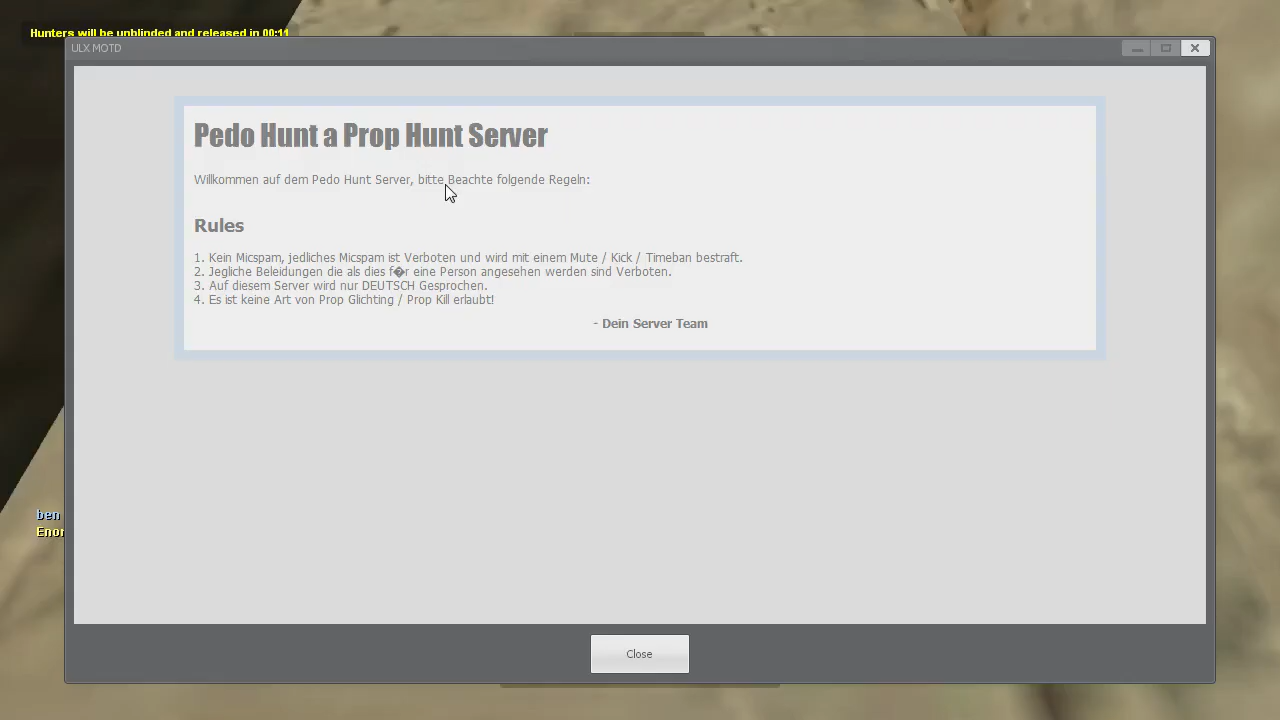 Hunters will be unblinded and released in 00:11
ULX MOTD
Pedo Hunt a Prop Hunt Server
Willkommen auf dem Pedo Hunt Server, bitte Beachte folgende Regeln:
Rules
1. Kein Micspam, jedliches Micspam ist Verboten und wird mit einem Mute / Kick / Timeban bestraft.
2. Jegliche Beleidungen die als dies f�r eine Person angesehen werden sind Verboten.
3. Auf diesem Server wird nur DEUTSCH Gesprochen.
4. Es ist keine Art von Prop Glichting / Prop Kill erlaubt!
- Dein Server Team
ben
Close